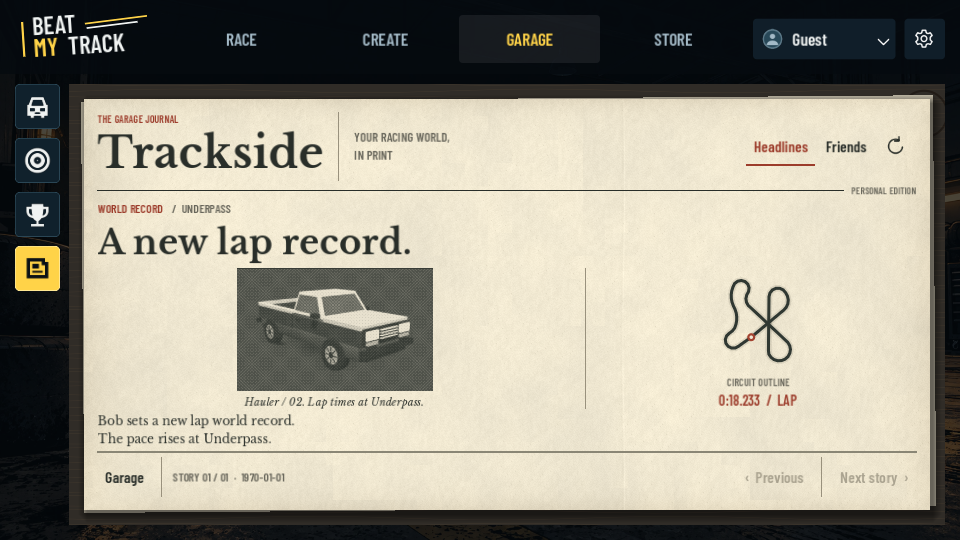 BEAT
MY TRACK
RACE
CREATE
GARAGE
STORE
Guest
THE GARAGE JOURNAL
Trackside
YOUR RACING WORLD,
IN PRINT
Headlines
Friends
PERSONAL EDITION
WORLD RECORD / UNDERPASS
A new lap record.
Hauler / 02. Lap times at Underpass.
CIRCUIT OUTLINE
0:18.233 / LAP
Bob sets a new lap world record.
The pace rises at Underpass.
Garage
STORY 01 / 01 · 1970-01-01
‹ Previous
Next story ›